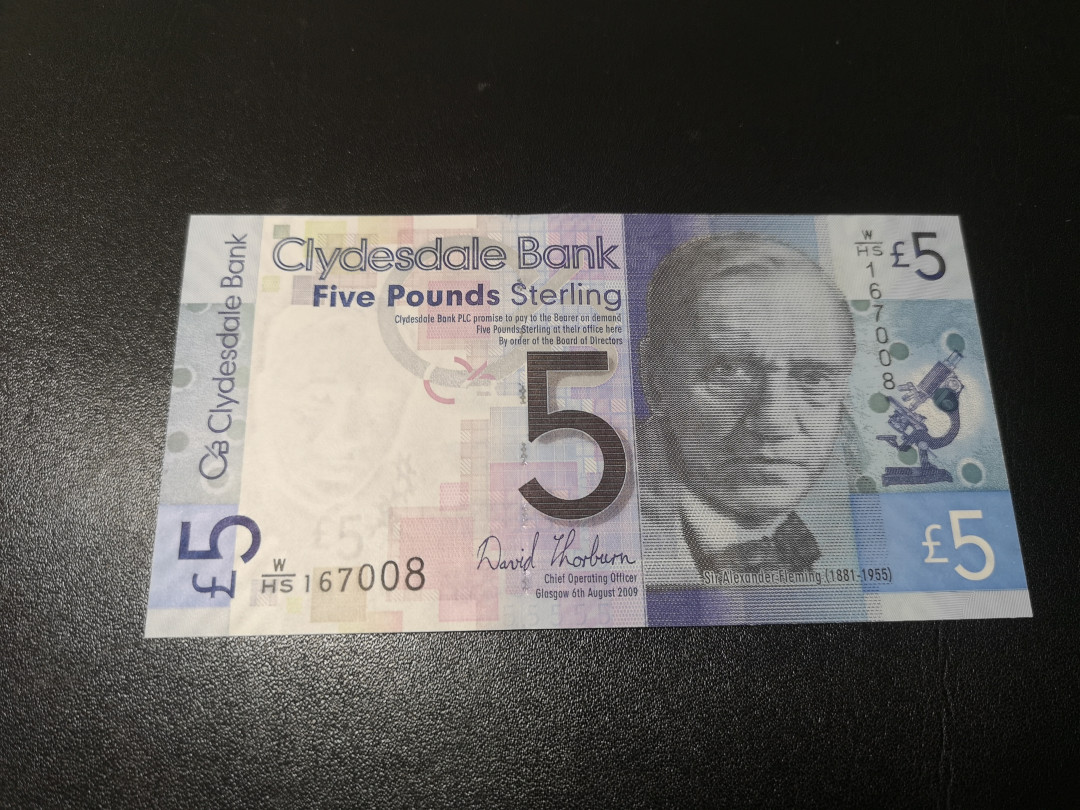 CB Clydesdale Bank
£5
Clydesdale Bank
Five Pounds Sterling
Clydesdale Bank PLC promise to pay to the Bearer on demand
Five Pounds Sterling at their office here
By order of the Board of Directors
5
David Thorburn
Chief Operating Officer
Glasgow 6th August 2009
W/HS 167008
£5
Sir Alexander Fleming (1881-1955)
W/HS 167008
£5
£5